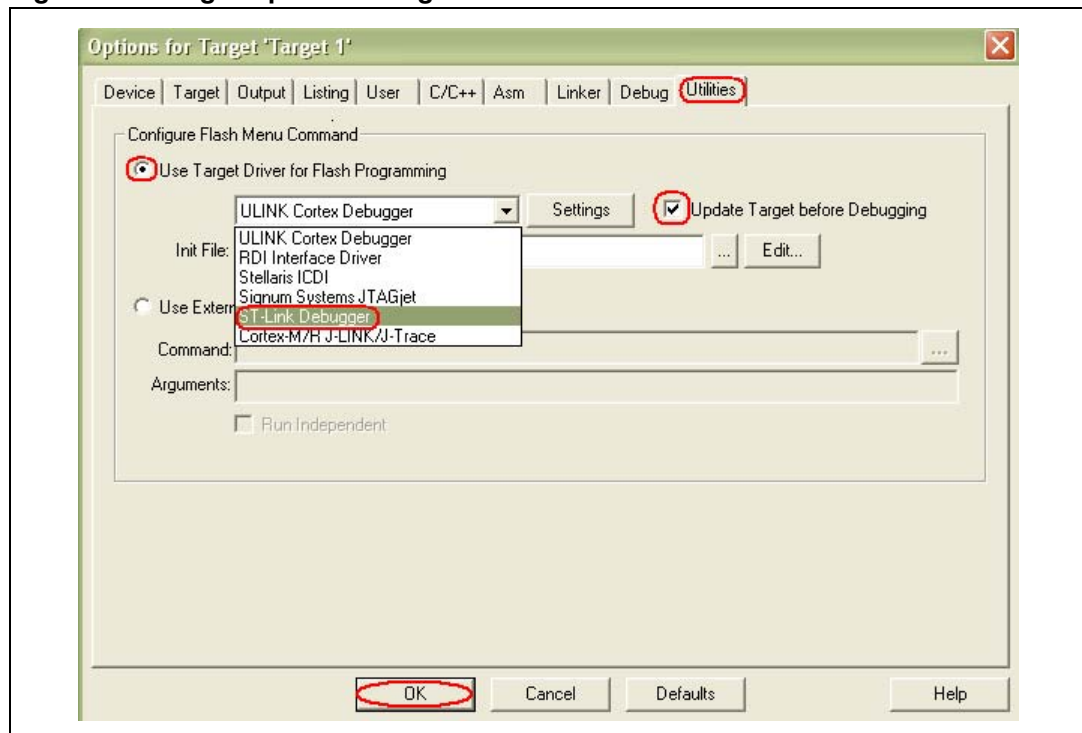 Options for Target 'Target 1'
Device Target Output Listing User C/C++ Asm Linker Debug Utilities
Configure Flash Menu Command
Use Target Driver for Flash Programming
ULINK Cortex Debugger Settings Update Target before Debugging
ULINK Cortex Debugger
Init File: ... Edit...
RDI Interface Driver
Stellaris ICDI
Signum Systems JTAGjet
Use Extern
ST-Link Debugger
Cortex-M/R J-LINK/J-Trace
Command: ...
Arguments:
Run Independent
OK Cancel Defaults Help